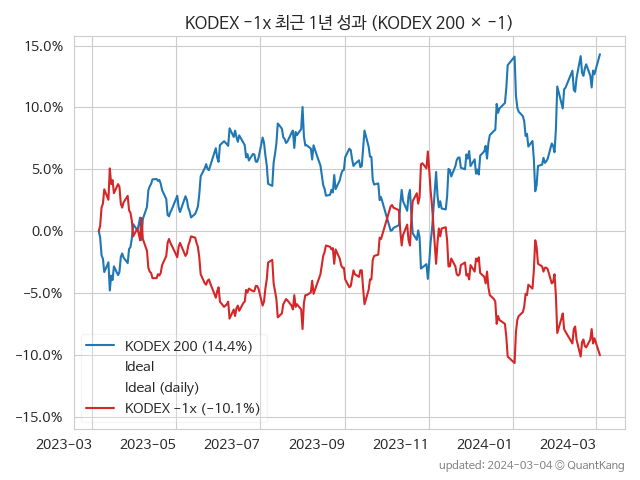 KODEX -1x 최근 1년 성과 (KODEX 200 × -1)
15.0%
10.0%
5.0%
0.0%
-5.0%
-10.0%
-15.0%
KODEX 200 (14.4%)
Ideal
Ideal (daily)
KODEX -1x (-10.1%)
2023-03 2023-05 2023-07 2023-09 2023-11 2024-01 2024-03
updated: 2024-03-04 © QuantKang